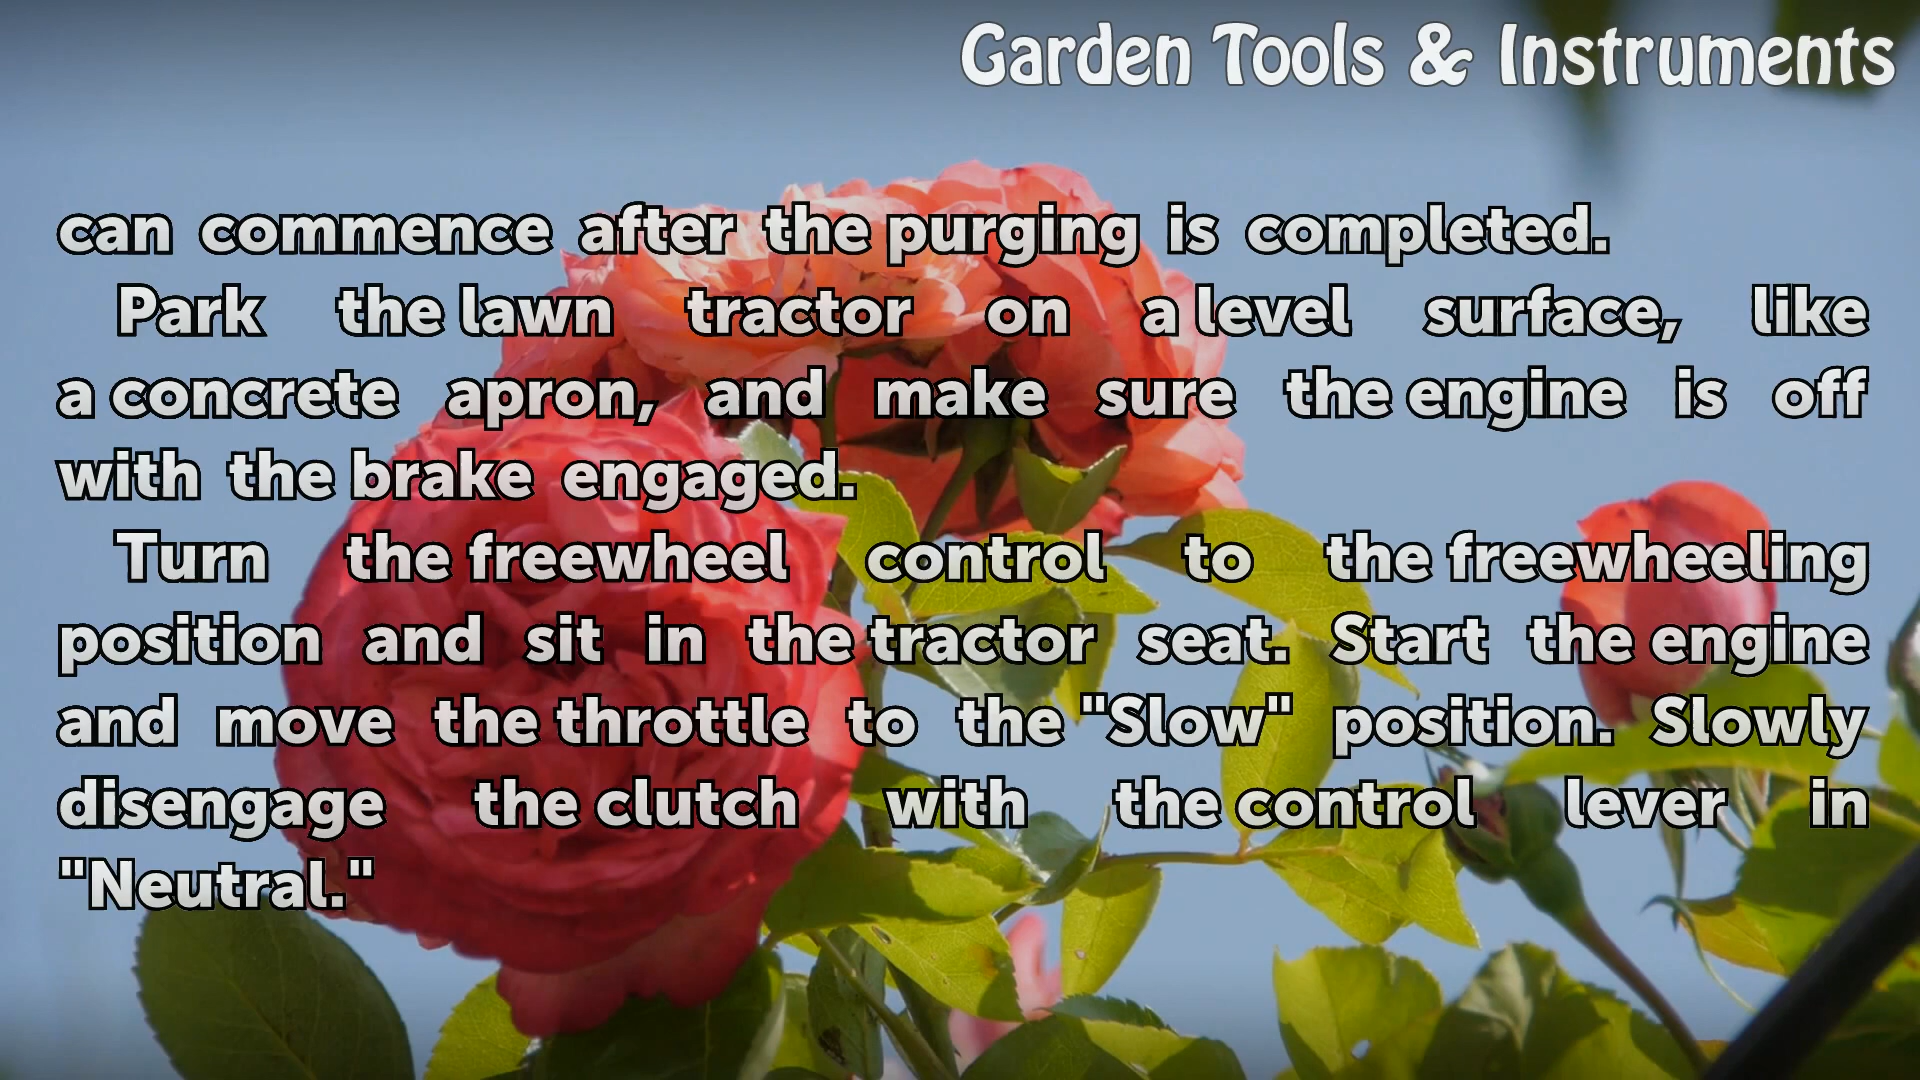 Garden Tools & Instruments
can commence after the purging is completed.
Park the lawn tractor on a level surface, like
a concrete apron, and make sure the engine is off
with the brake engaged.
Turn the freewheel control to the freewheeling
position and sit in the tractor seat. Start the engine
and move the throttle to the "Slow" position. Slowly
disengage the clutch with the control lever in
"Neutral."